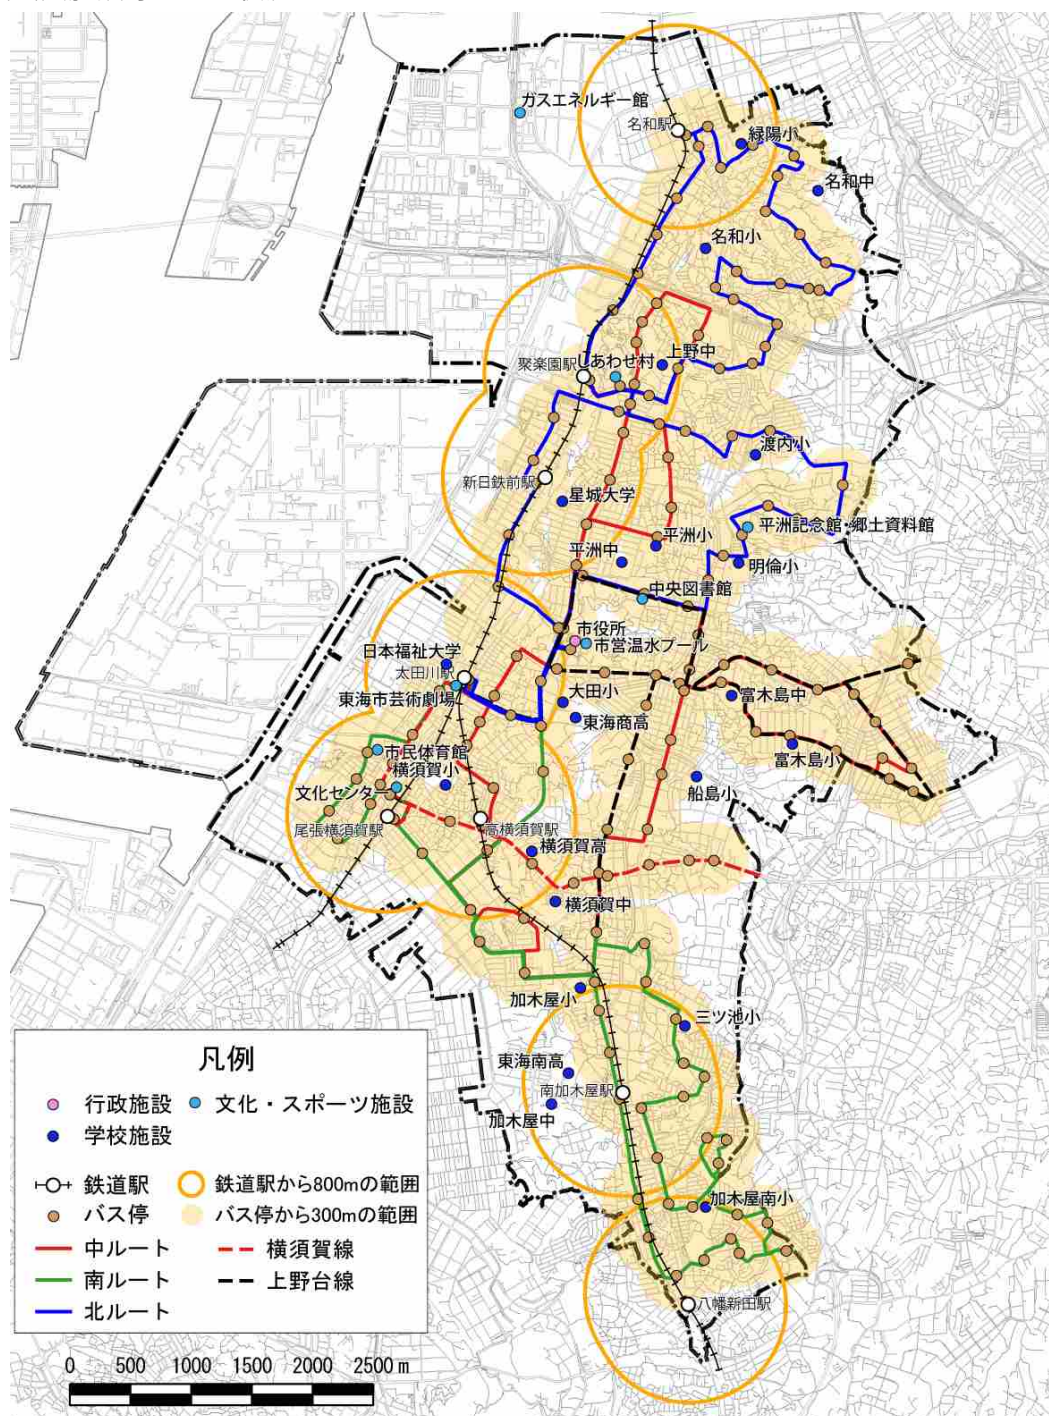 ガスエネルギー館
名和駅
緑陽小
名和中
名和小
聚楽園駅
しあわせ村
上野中
渡内小
新日鉄前駅
星城大学
平洲記念館・郷土資料館
平洲小
平洲中
明倫小
中央図書館
市役所
市営温水プール
日本福祉大学
太田川駅
東海市芸術劇場
大田小
東海商高
富木島中
富木島小
市民体育館
横須賀小
船島小
文化センター
尾張横須賀駅
高横須賀駅
横須賀高
横須賀中
加木屋小
三ツ池小
東海南高
南加木屋駅
加木屋中
加木屋南小
八幡新田駅
凡例
行政施設
文化・スポーツ施設
学校施設
鉄道駅
鉄道駅から800mの範囲
バス停
バス停から300mの範囲
中ルート
横須賀線
南ルート
上野台線
北ルート
0 500 1000 1500 2000 2500 m